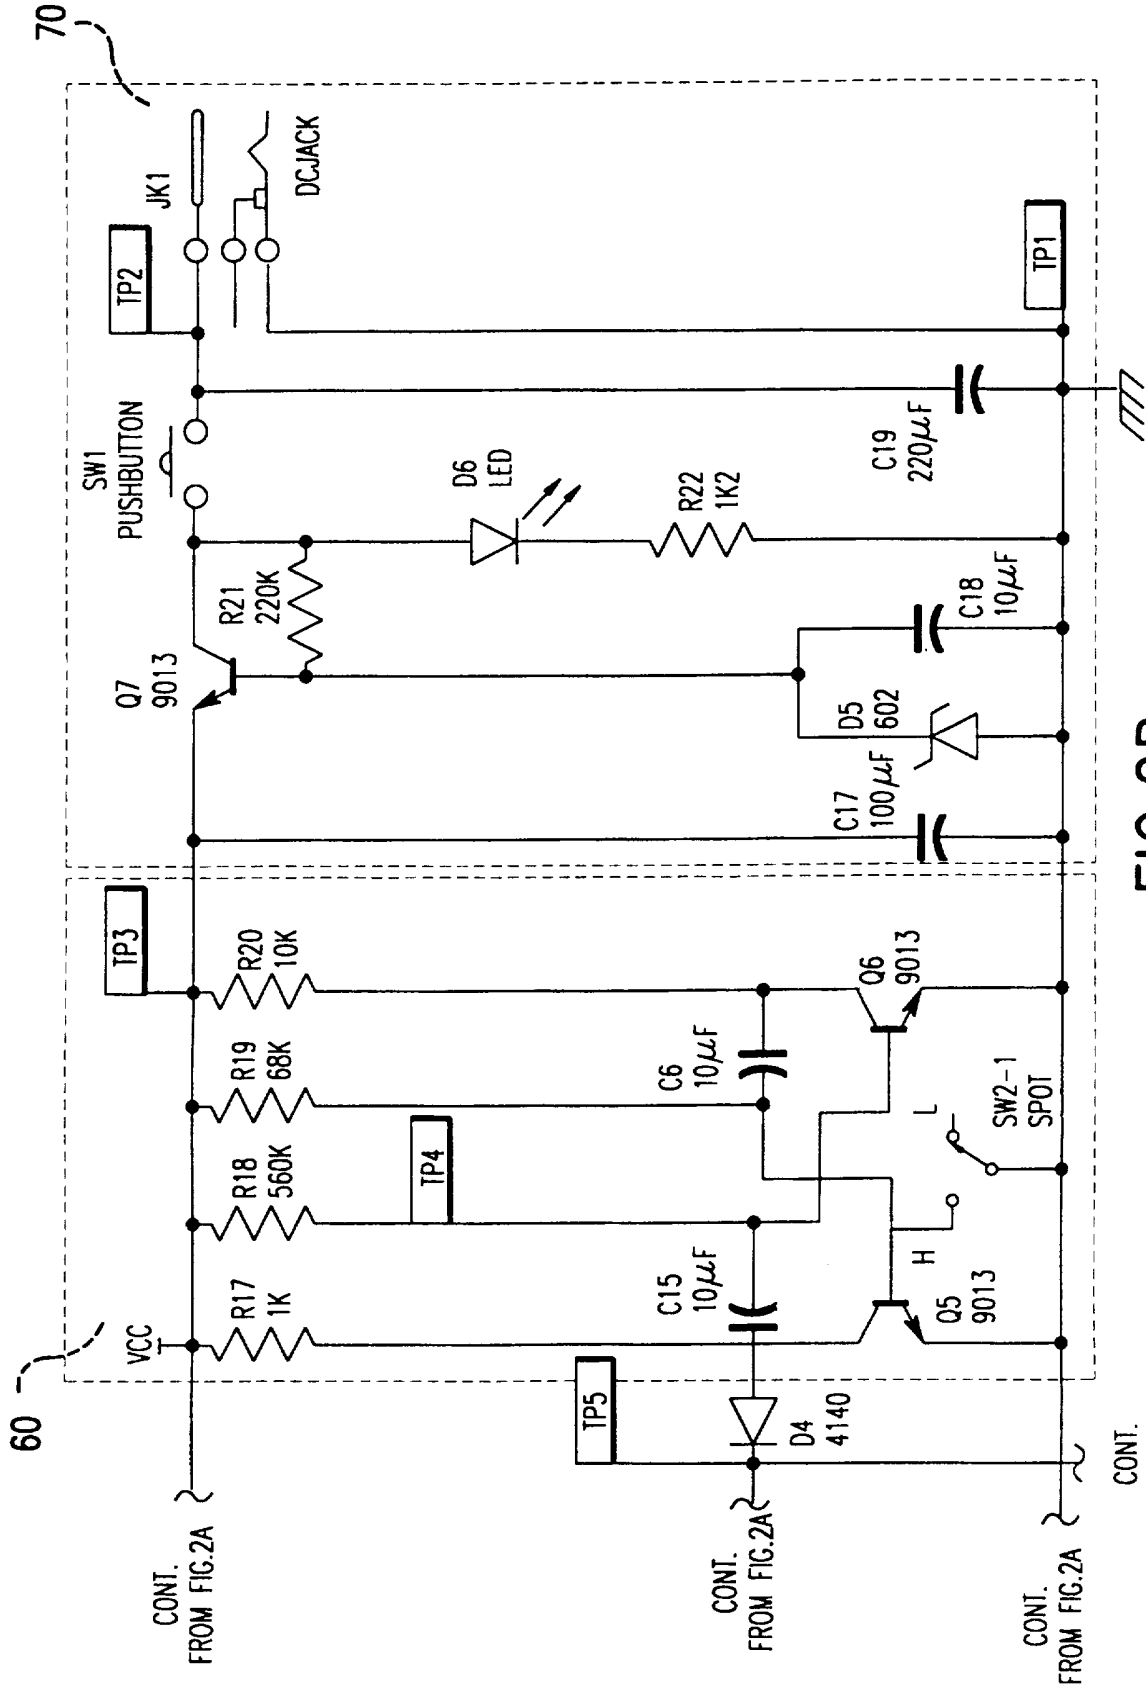 60
70
VCC
R17
1K
R18
560K
R19
68K
R20
10K
TP3
Q7
9013
R21
220K
SW1
PUSHBUTTON
TP2
JK1
DCJACK
D6
LED
R22
1K2
TP4
TP5
D4
4140
C15
10μF
C6
10μF
Q5
9013
H
L
SW2-1
SPOT
Q6
9013
C17
100μF
D5
602
C18
10μF
C19
220μF
TP1
CONT.
FROM FIG.2A
CONT.
FROM FIG.2A
CONT.
FROM FIG.2A
CONT.